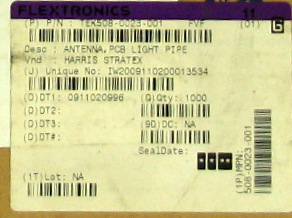 FLEXTRONICS 11
(P) P/N : TEK508-0023-001 FVF (01) G
Desc : ANTENNA,PCB LIGHT PIPE
Vnd : HARRIS STRATEX
(J) Unique No: IW2009110200013534
(D)DT1: 0911020996 (Q)Qty: 1000
(D)DT2:
(D)DT3: (9D)DC: NA
(D)DT#:
SealDate:
(1T)Lot: NA
(1P)MPN:
508-0023-001